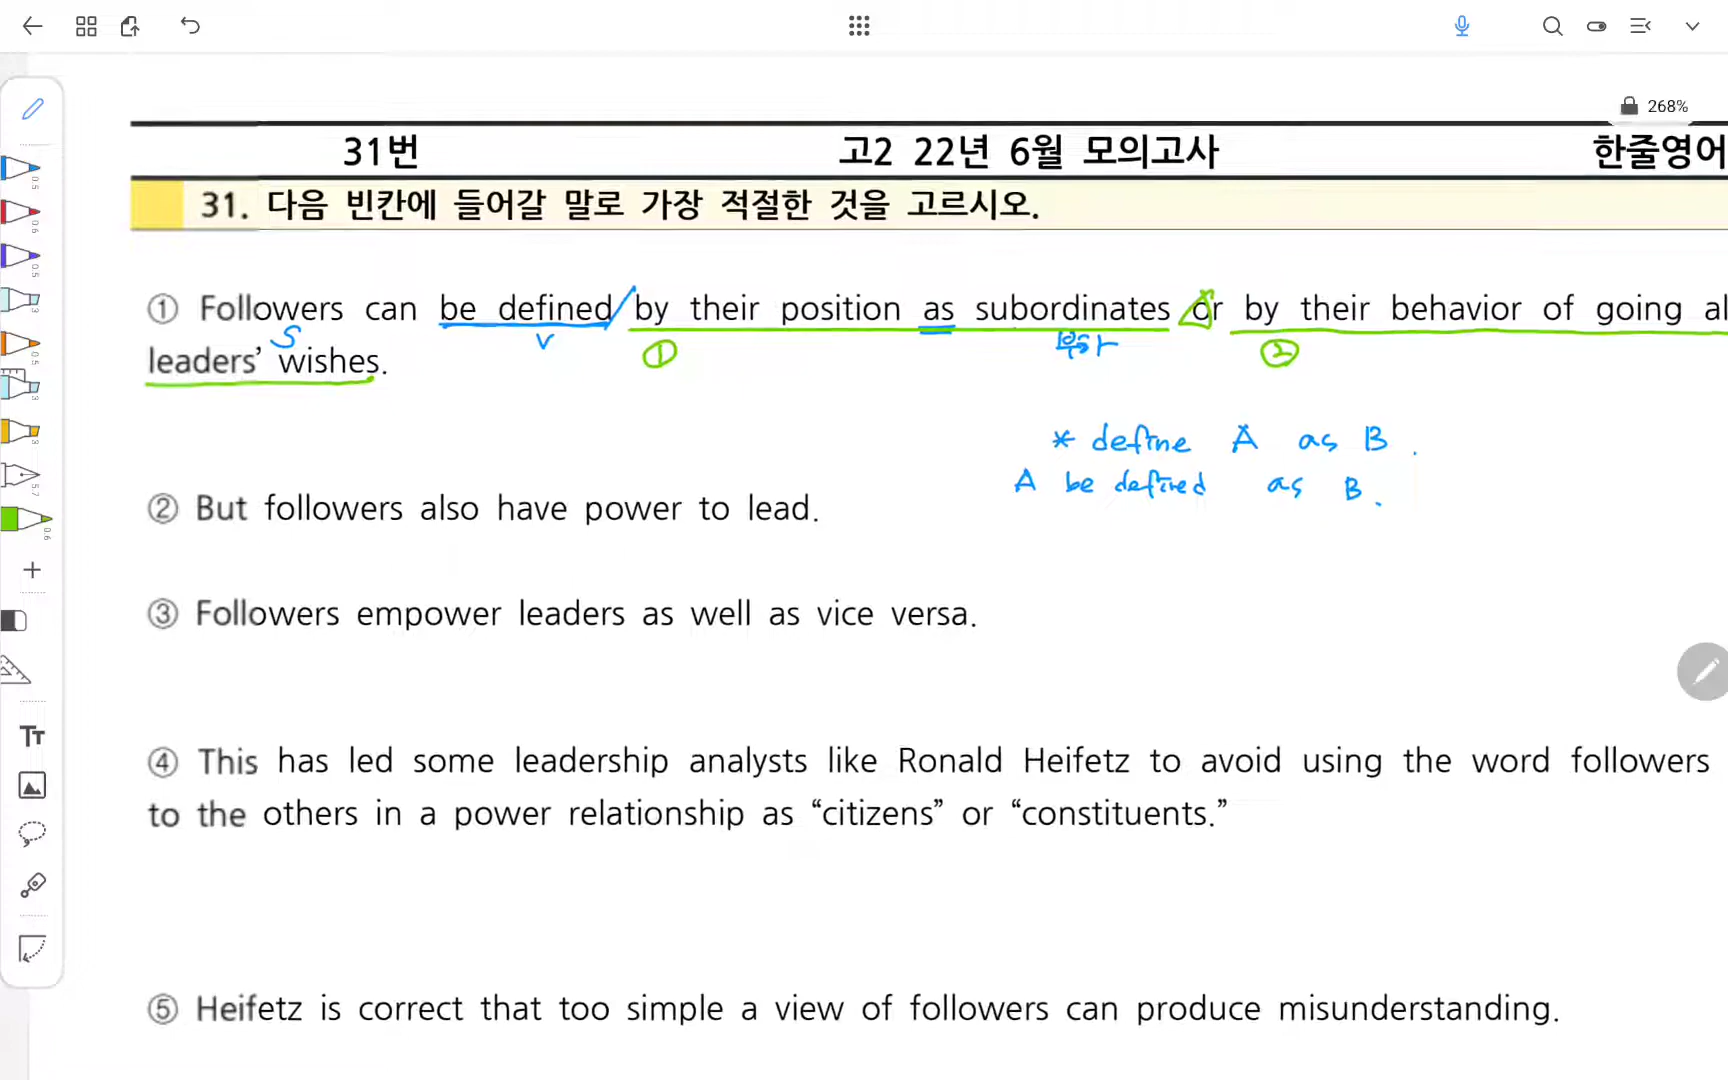 268%
31번 고2 22년 6월 모의고사 한줄영어
31. 다음 빈칸에 들어갈 말로 가장 적절한 것을 고르시오.
① Followers can be defined by their position as subordinates or by their behavior of going al
S V ① 부하 ②
leaders’ wishes.
* define A as B.
A be defined as B.
② But followers also have power to lead.
③ Followers empower leaders as well as vice versa.
④ This has led some leadership analysts like Ronald Heifetz to avoid using the word followers
to the others in a power relationship as “citizens” or “constituents.”
⑤ Heifetz is correct that too simple a view of followers can produce misunderstanding.